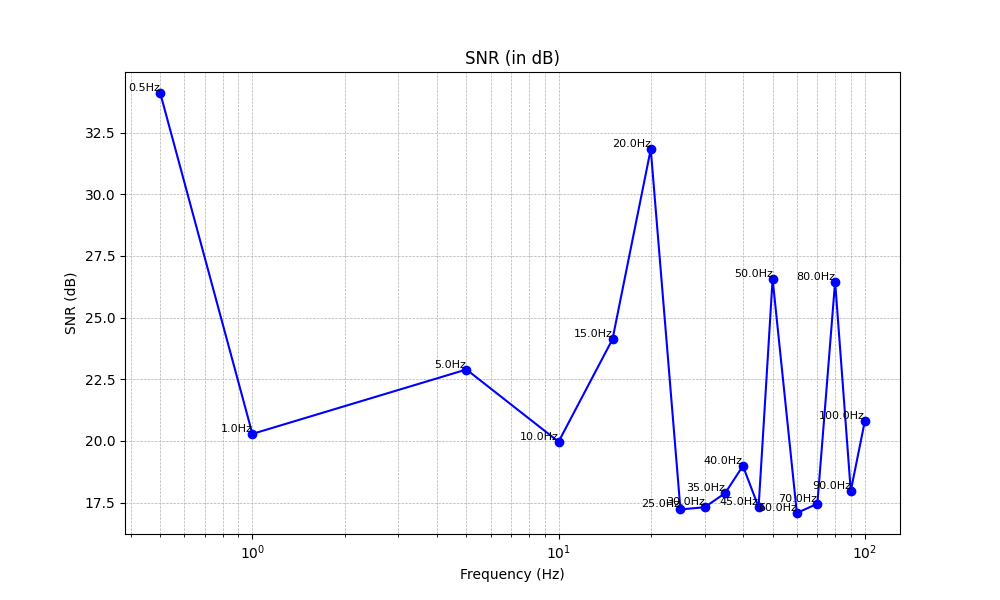 SNR (in dB)
SNR (dB)
32.5
30.0
27.5
25.0
22.5
20.0
17.5
0.5Hz
1.0Hz
5.0Hz
10.0Hz
15.0Hz
20.0Hz
25.0Hz
30.0Hz
35.0Hz
40.0Hz
45.0Hz
50.0Hz
60.0Hz
70.0Hz
80.0Hz
90.0Hz
100.0Hz
10⁰
10¹
10²
Frequency (Hz)